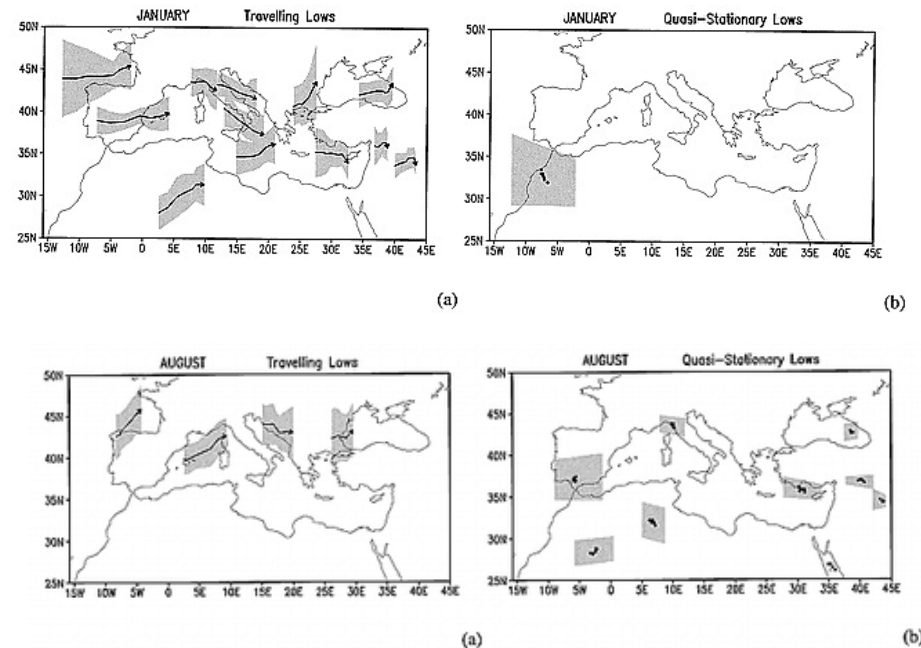 JANUARY Travelling Lows
50N
45N
40N
35N
30N
25N
15W 10W 5W 0 5E 10E 15E 20E 25E 30E 35E 40E 45E
(a)
JANUARY Quasi-Stationary Lows
50N
45N
40N
35N
30N
25N
15W 10W 5W 0 5E 10E 15E 20E 25E 30E 35E 40E 45E
(b)
AUGUST Travelling Lows
50N
45N
40N
35N
30N
25N
15W 10W 5W 0 5E 10E 15E 20E 25E 30E 35E 40E 45E
(a)
AUGUST Quasi-Stationary Lows
50N
45N
40N
35N
30N
25N
15W 10W 5W 0 5E 10E 15E 20E 25E 30E 35E 40E 45E
(b)